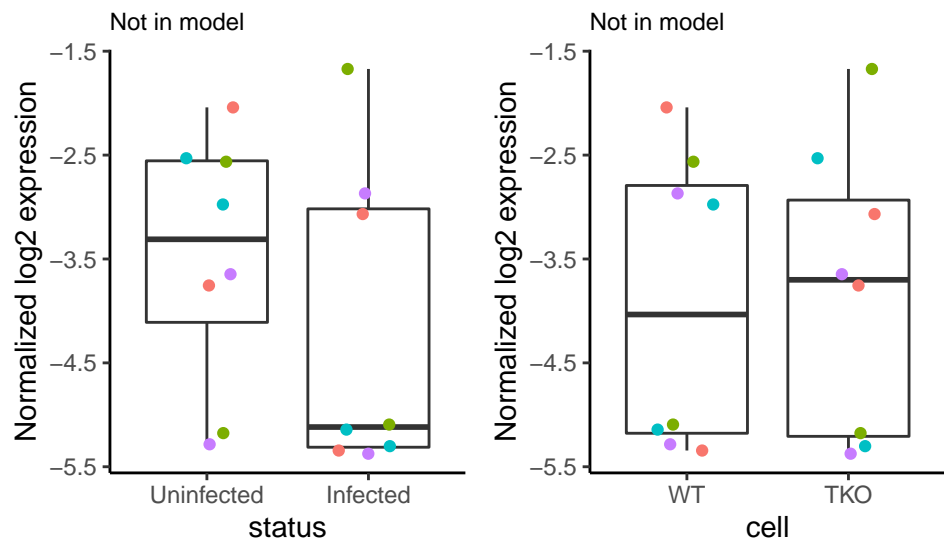 Not in model
Normalized log2 expression
−1.5
−2.5
−3.5
−4.5
−5.5
Uninfected
Infected
status
Not in model
Normalized log2 expression
−1.5
−2.5
−3.5
−4.5
−5.5
WT
TKO
cell